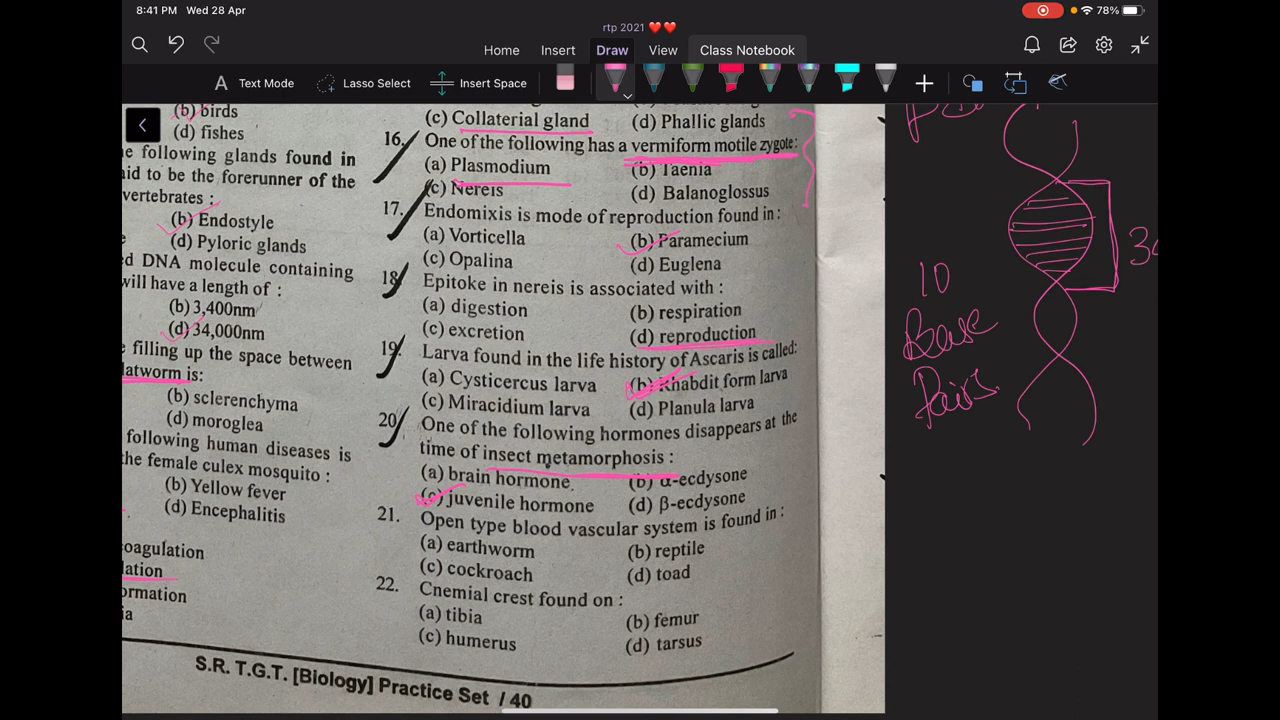 8:41 PM Wed 28 Apr
78%
rtp 2021 ❤️❤️
Home Insert Draw View Class Notebook
Text Mode Lasso Select Insert Space
(b) birds
(d) fishes
e following glands found in
aid to be the forerunner of the
vertebrates :
(b) Endostyle
(d) Pyloric glands
d DNA molecule containing
will have a length of :
(b) 3,400nm
(d) 34,000nm
e filling up the space between
latworm is:
(b) sclerenchyma
(d) moroglea
following human diseases is
the female culex mosquito :
(b) Yellow fever
(d) Encephalitis
coagulation
lation
ormation
ia
(c) Collaterial gland (d) Phallic glands
16. One of the following has a vermiform motile zygote:
(a) Plasmodium (b) Taenia
(c) Nereis (d) Balanoglossus
17. Endomixis is mode of reproduction found in :
(a) Vorticella (b) Paramecium
(c) Opalina (d) Euglena
18. Epitoke in nereis is associated with :
(a) digestion (b) respiration
(c) excretion (d) reproduction
19. Larva found in the life history of Ascaris is called:
(a) Cysticercus larva (b) Rhabdit form larva
(c) Miracidium larva (d) Planula larva
20. One of the following hormones disappears at the
time of insect metamorphosis :
(a) brain hormone. (b) α-ecdysone
(c) juvenile hormone (d) β-ecdysone
21. Open type blood vascular system is found in :
(a) earthworm (b) reptile
(c) cockroach (d) toad
22. Cnemial crest found on :
(a) tibia (b) femur
(c) humerus (d) tarsus
S.R. T.G.T. [Biology] Practice Set / 40
10
Base
Pairs.